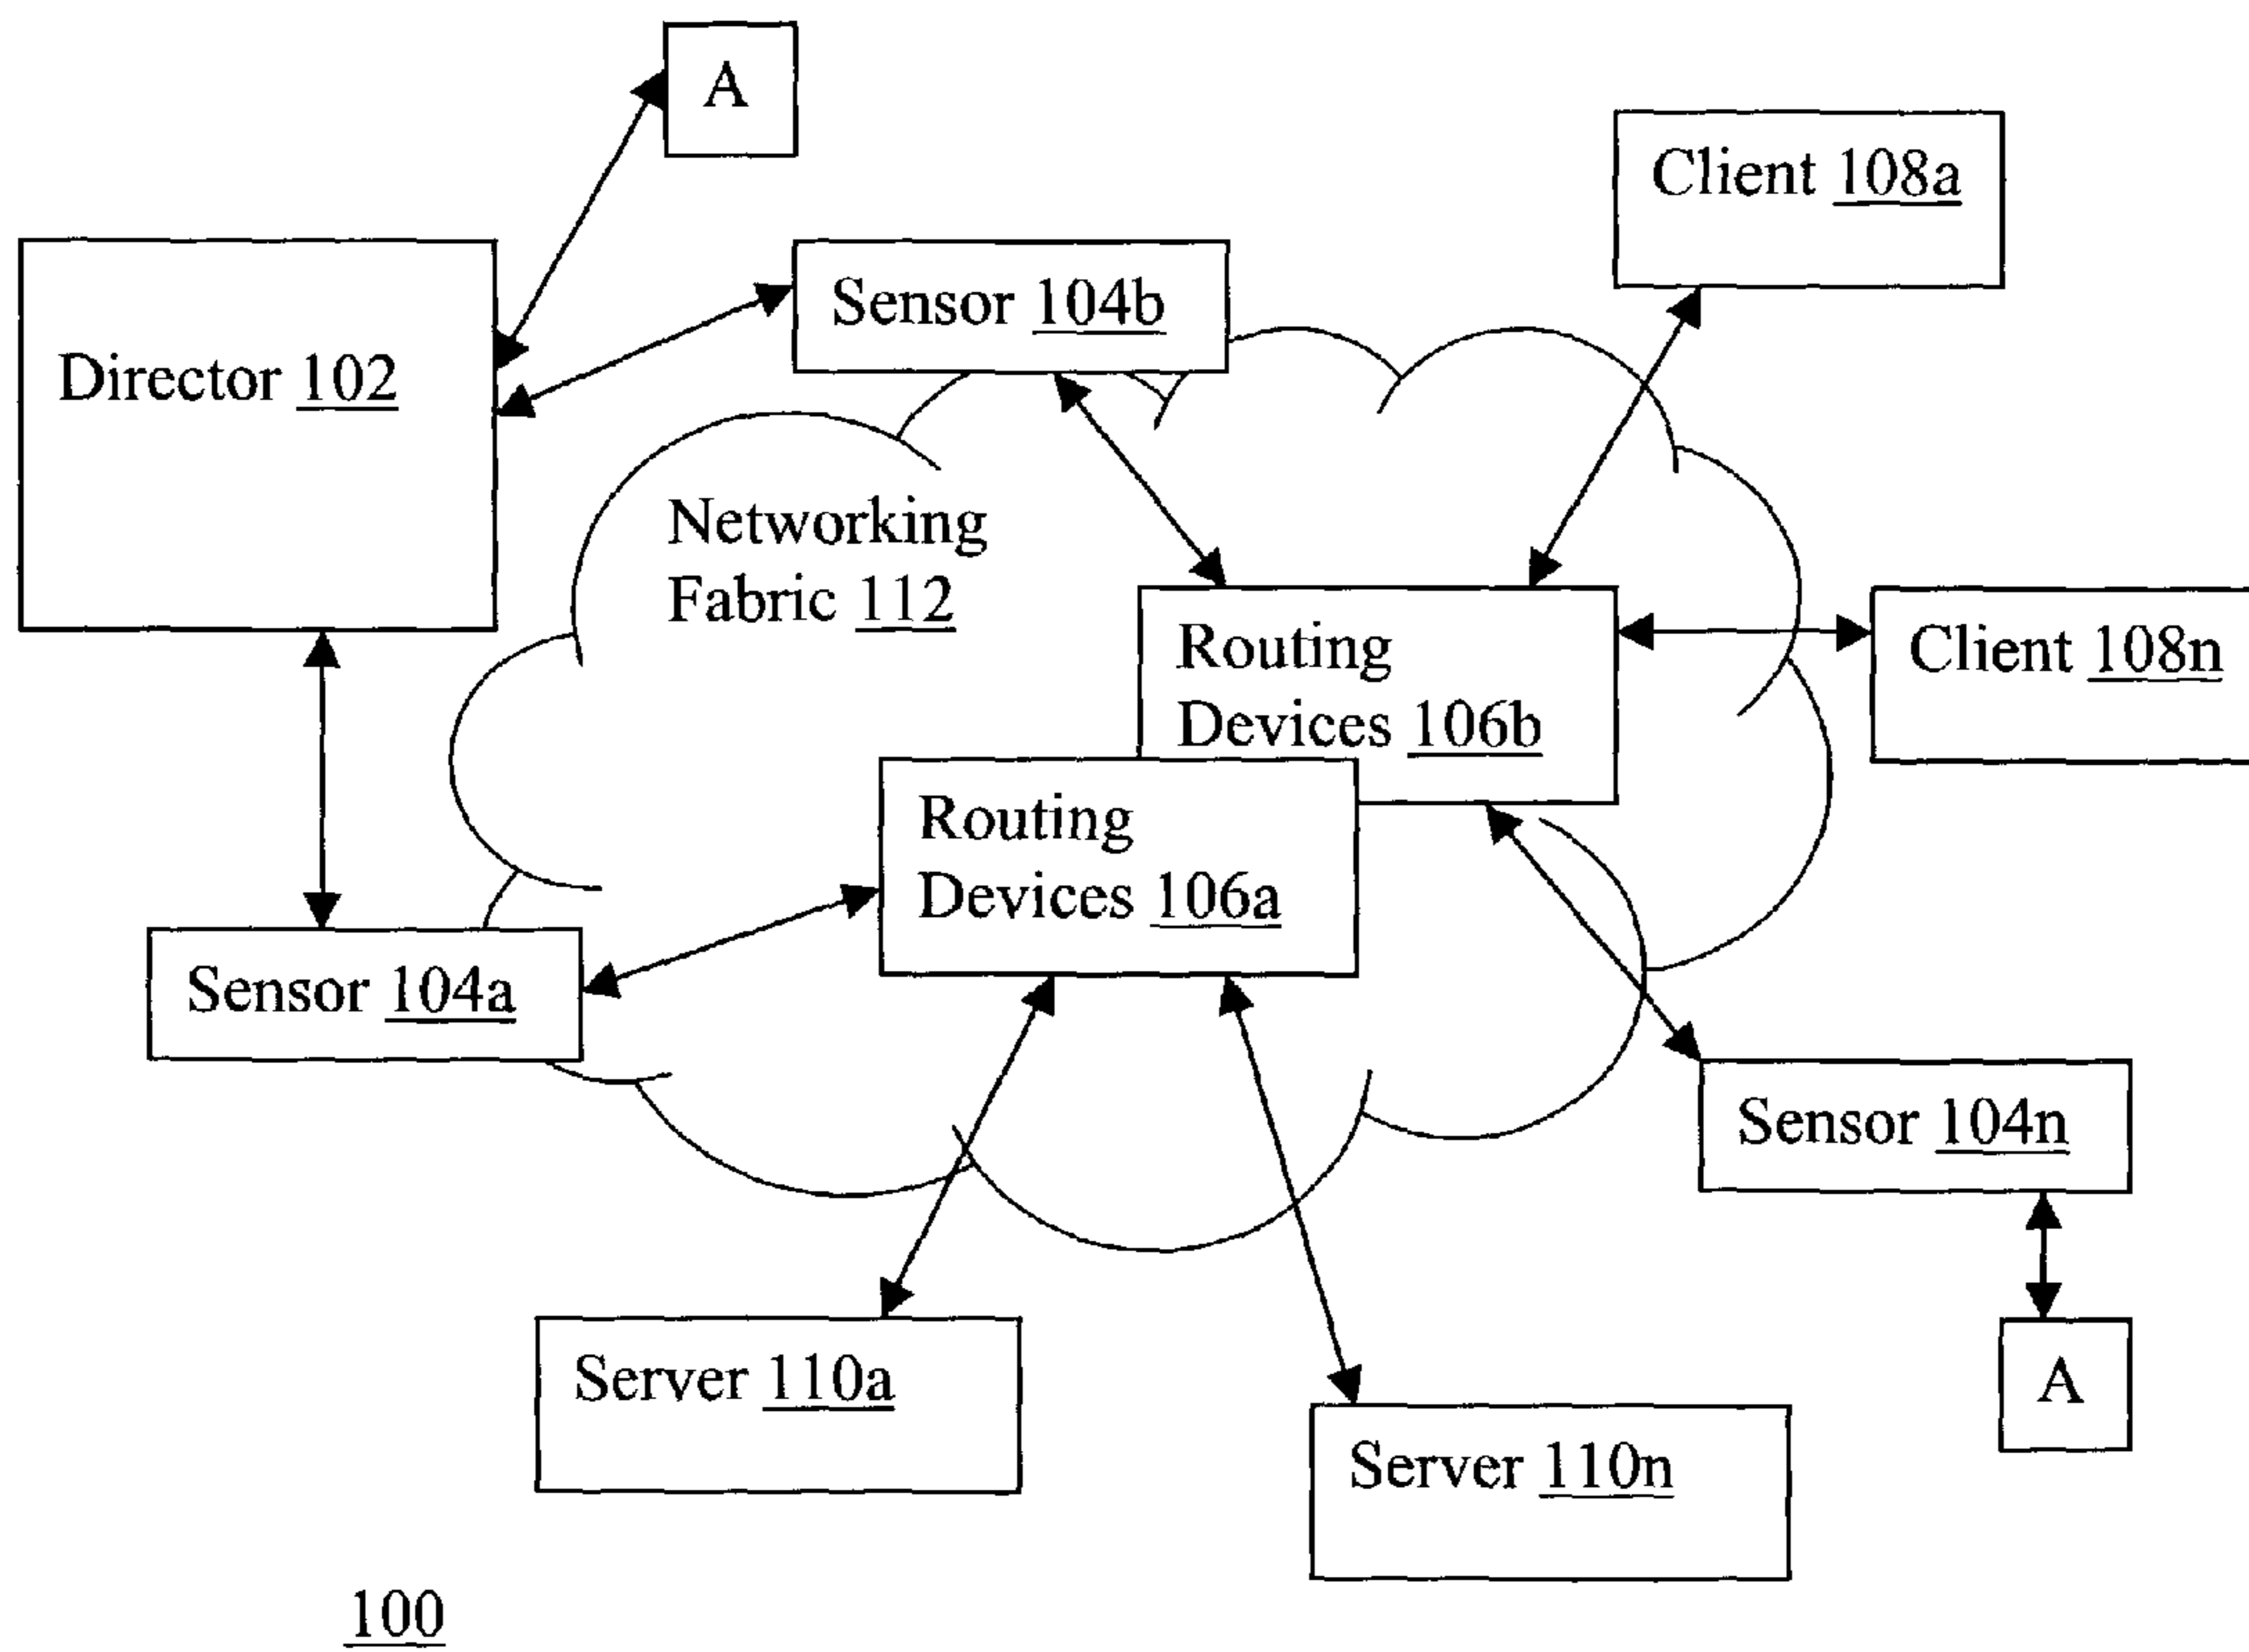 A
Client 108a
Sensor 104b
Director 102
Networking
Fabric 112
Routing
Devices 106b
Client 108n
Routing
Devices 106a
Sensor 104a
Sensor 104n
Server 110a
A
Server 110n
100